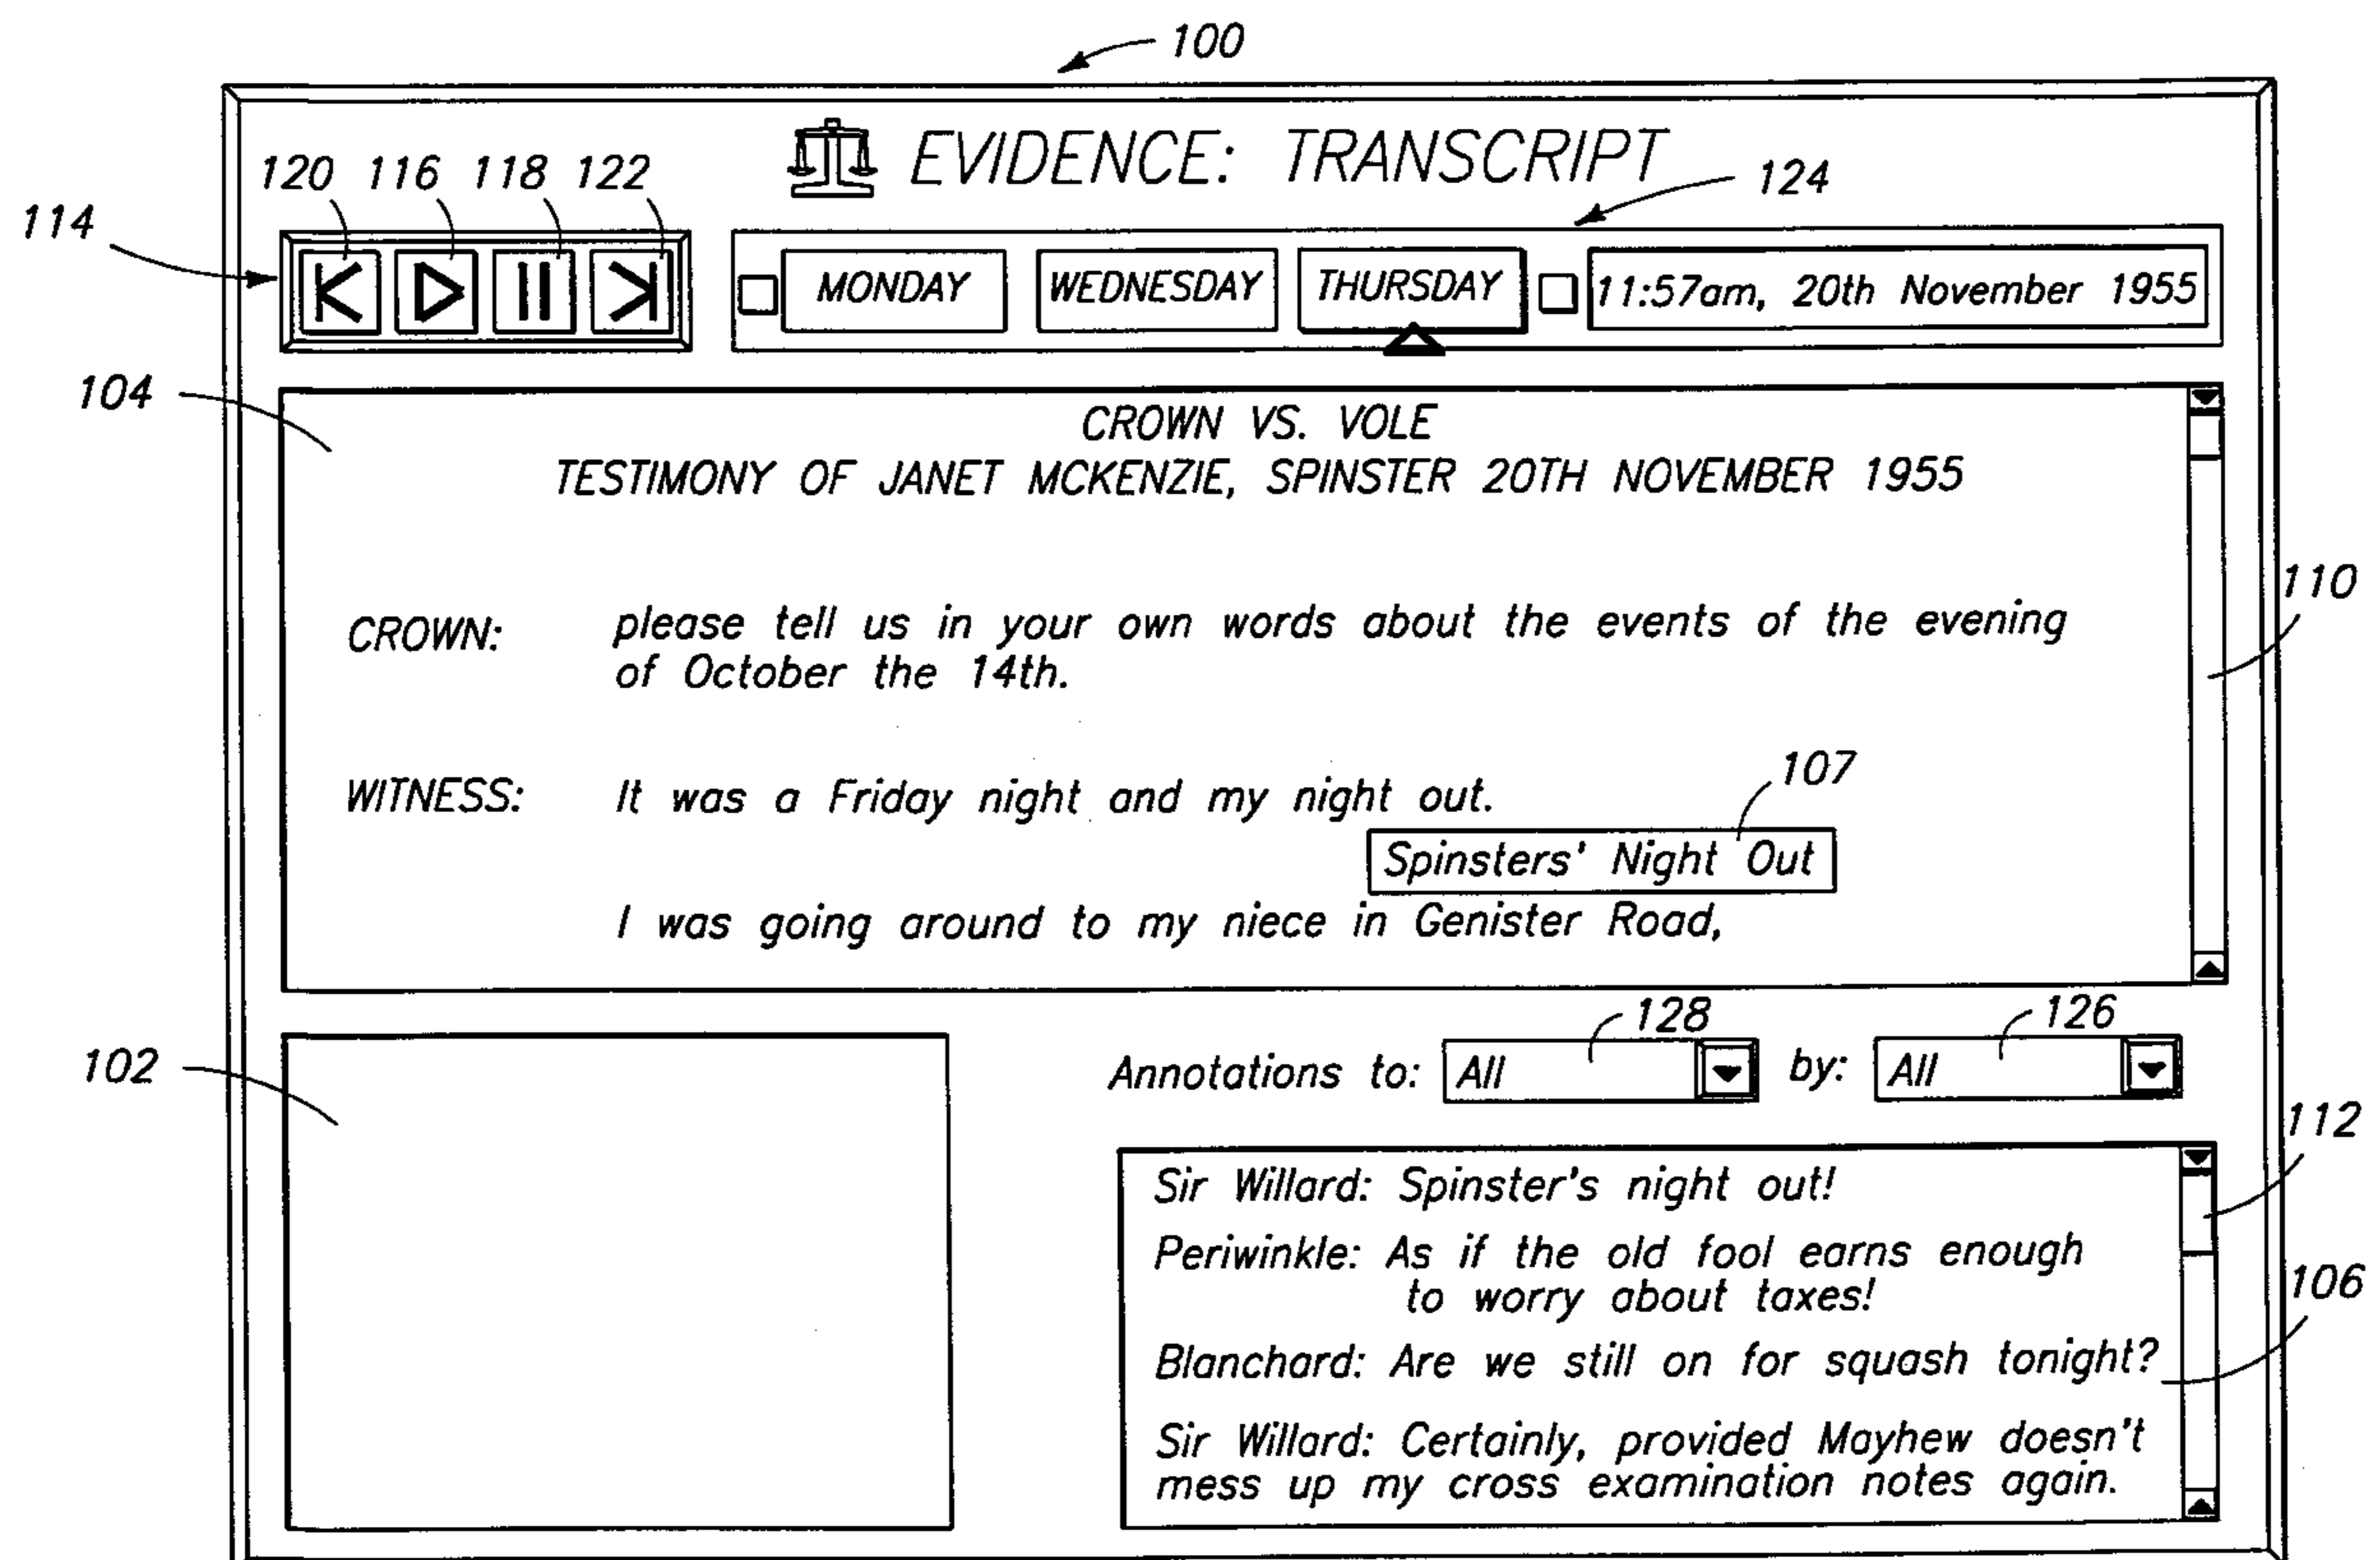 100
EVIDENCE: TRANSCRIPT
120 116 118 122
124
114
MONDAY WEDNESDAY THURSDAY 11:57am, 20th November 1955
104
CROWN VS. VOLE
TESTIMONY OF JANET MCKENZIE, SPINSTER 20TH NOVEMBER 1955
110
CROWN: please tell us in your own words about the events of the evening
of October the 14th.
107
WITNESS: It was a Friday night and my night out.
Spinsters' Night Out
I was going around to my niece in Genister Road,
128 126
102
Annotations to: All by: All
112
Sir Willard: Spinster's night out!
Periwinkle: As if the old fool earns enough
to worry about taxes!
106
Blanchard: Are we still on for squash tonight?
Sir Willard: Certainly, provided Mayhew doesn't
mess up my cross examination notes again.